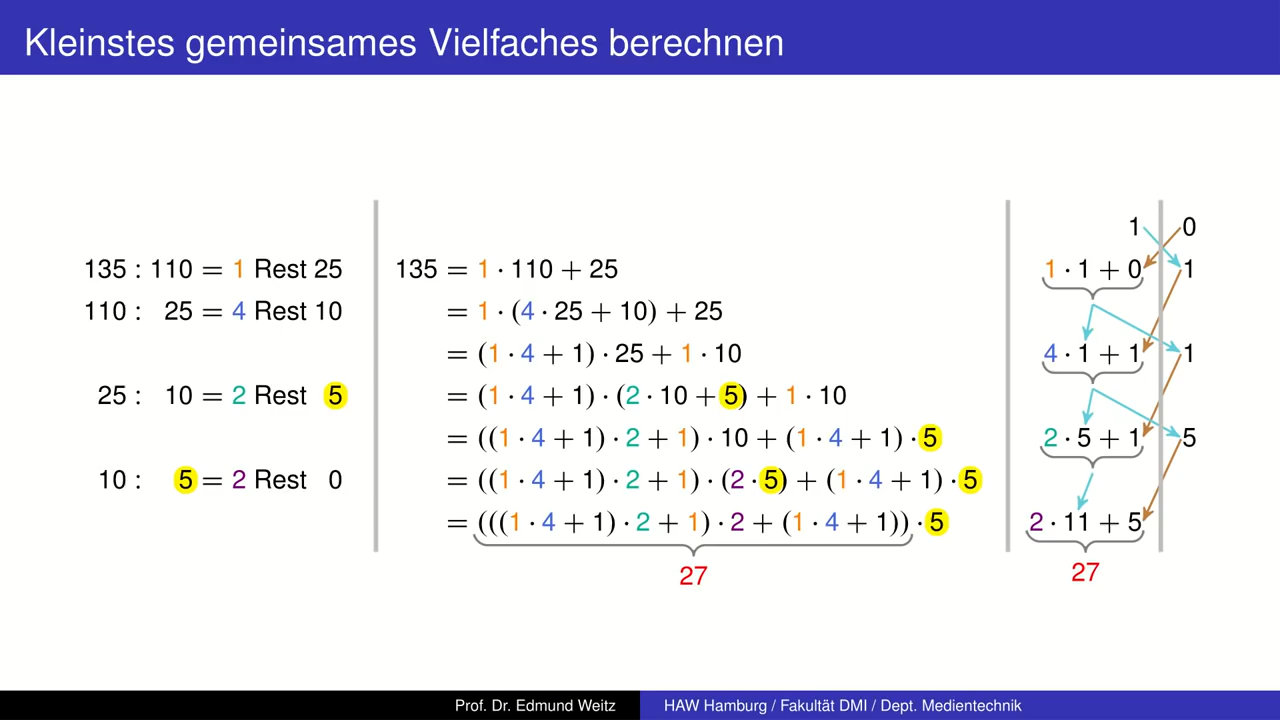 Kleinstes gemeinsames Vielfaches berechnen
1 0
135 : 110 = 1 Rest 25 135 = 1 · 110 + 25 1 · 1 + 0 1
110 : 25 = 4 Rest 10 = 1 · (4 · 25 + 10) + 25
= (1 · 4 + 1) · 25 + 1 · 10 4 · 1 + 1 1
25 : 10 = 2 Rest 5 = (1 · 4 + 1) · (2 · 10 + 5) + 1 · 10
= ((1 · 4 + 1) · 2 + 1) · 10 + (1 · 4 + 1) · 5 2 · 5 + 1 5
10 : 5 = 2 Rest 0 = ((1 · 4 + 1) · 2 + 1) · (2 · 5) + (1 · 4 + 1) · 5
= (((1 · 4 + 1) · 2 + 1) · 2 + (1 · 4 + 1)) · 5 2 · 11 + 5
27 27
Prof. Dr. Edmund Weitz HAW Hamburg / Fakultät DMI / Dept. Medientechnik